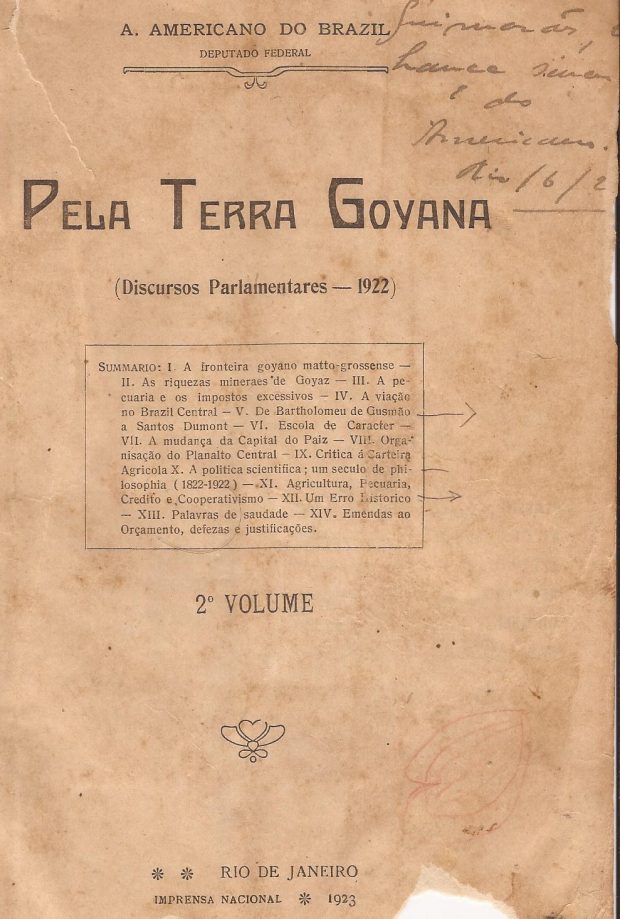 A. AMERICANO DO BRAZIL
DEPUTADO FEDERAL
Guimarães,
do
Americano.
Rio/6/2
PELA TERRA GOYANA
(Discursos Parlamentares — 1922)
SUMMARIO: I. A fronteira goyano matto-grossense —
II. As riquezas mineraes de Goyaz — III. A pe-
cuaria e os impostos excessivos — IV. A viação
no Brazil Central — V. De Bartholomeu de Gusmão
a Santos Dumont — VI. Escola de Caracter —
VII. A mudança da Capital do Paiz — VIII. Orga-
nisação do Planalto Central — IX. Critica á Carteira
Agricola X. A politica scientifica; um seculo de phi-
losophia (1822-1922) — XI. Agricultura, Pecuaria,
Credito e Cooperativismo — XII. Um Erro Historico
— XIII. Palavras de saudade — XIV. Emendas ao
Orçamento, defezas e justificações.
2º VOLUME
RIO DE JANEIRO
IMPRENSA NACIONAL * 1923